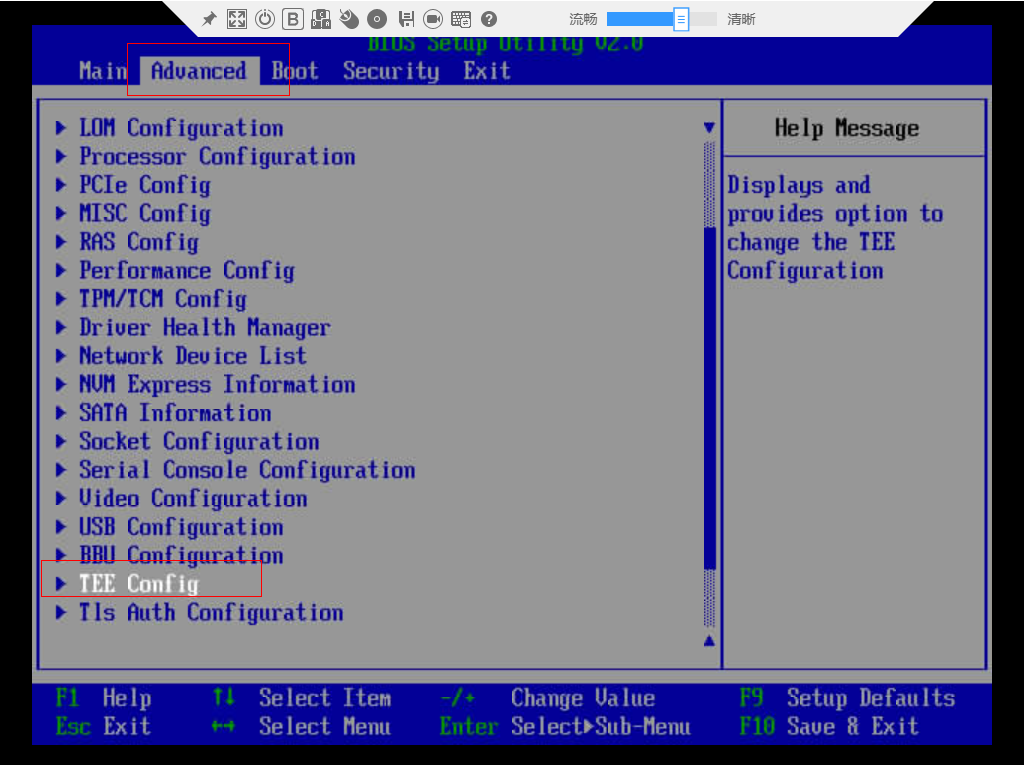 流畅 清晰
BIOS Setup Utility V2.0
Main Advanced Boot Security Exit
LOM Configuration
Processor Configuration
PCIe Config
MISC Config
RAS Config
Performance Config
TPM/TCM Config
Driver Health Manager
Network Device List
NVM Express Information
SATA Information
Socket Configuration
Serial Console Configuration
Video Configuration
USB Configuration
BBU Configuration
TEE Config
Tls Auth Configuration
Help Message
Displays and
provides option to
change the TEE
Configuration
F1 Help ↑↓ Select Item -/+ Change Value F9 Setup Defaults
Esc Exit ←→ Select Menu Enter Select▶Sub-Menu F10 Save & Exit